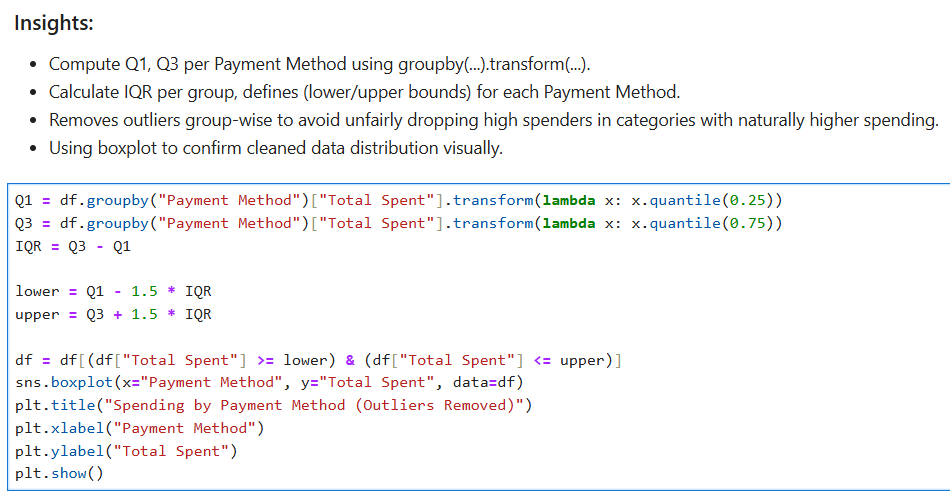 Insights:
• Compute Q1, Q3 per Payment Method using groupby(...).transform(...).
• Calculate IQR per group, defines (lower/upper bounds) for each Payment Method.
• Removes outliers group-wise to avoid unfairly dropping high spenders in categories with naturally higher spending.
• Using boxplot to confirm cleaned data distribution visually.
Q1 = df.groupby("Payment Method")["Total Spent"].transform(lambda x: x.quantile(0.25))
Q3 = df.groupby("Payment Method")["Total Spent"].transform(lambda x: x.quantile(0.75))
IQR = Q3 - Q1
lower = Q1 - 1.5 * IQR
upper = Q3 + 1.5 * IQR
df = df[(df["Total Spent"] >= lower) & (df["Total Spent"] <= upper)]
sns.boxplot(x="Payment Method", y="Total Spent", data=df)
plt.title("Spending by Payment Method (Outliers Removed)")
plt.xlabel("Payment Method")
plt.ylabel("Total Spent")
plt.show()